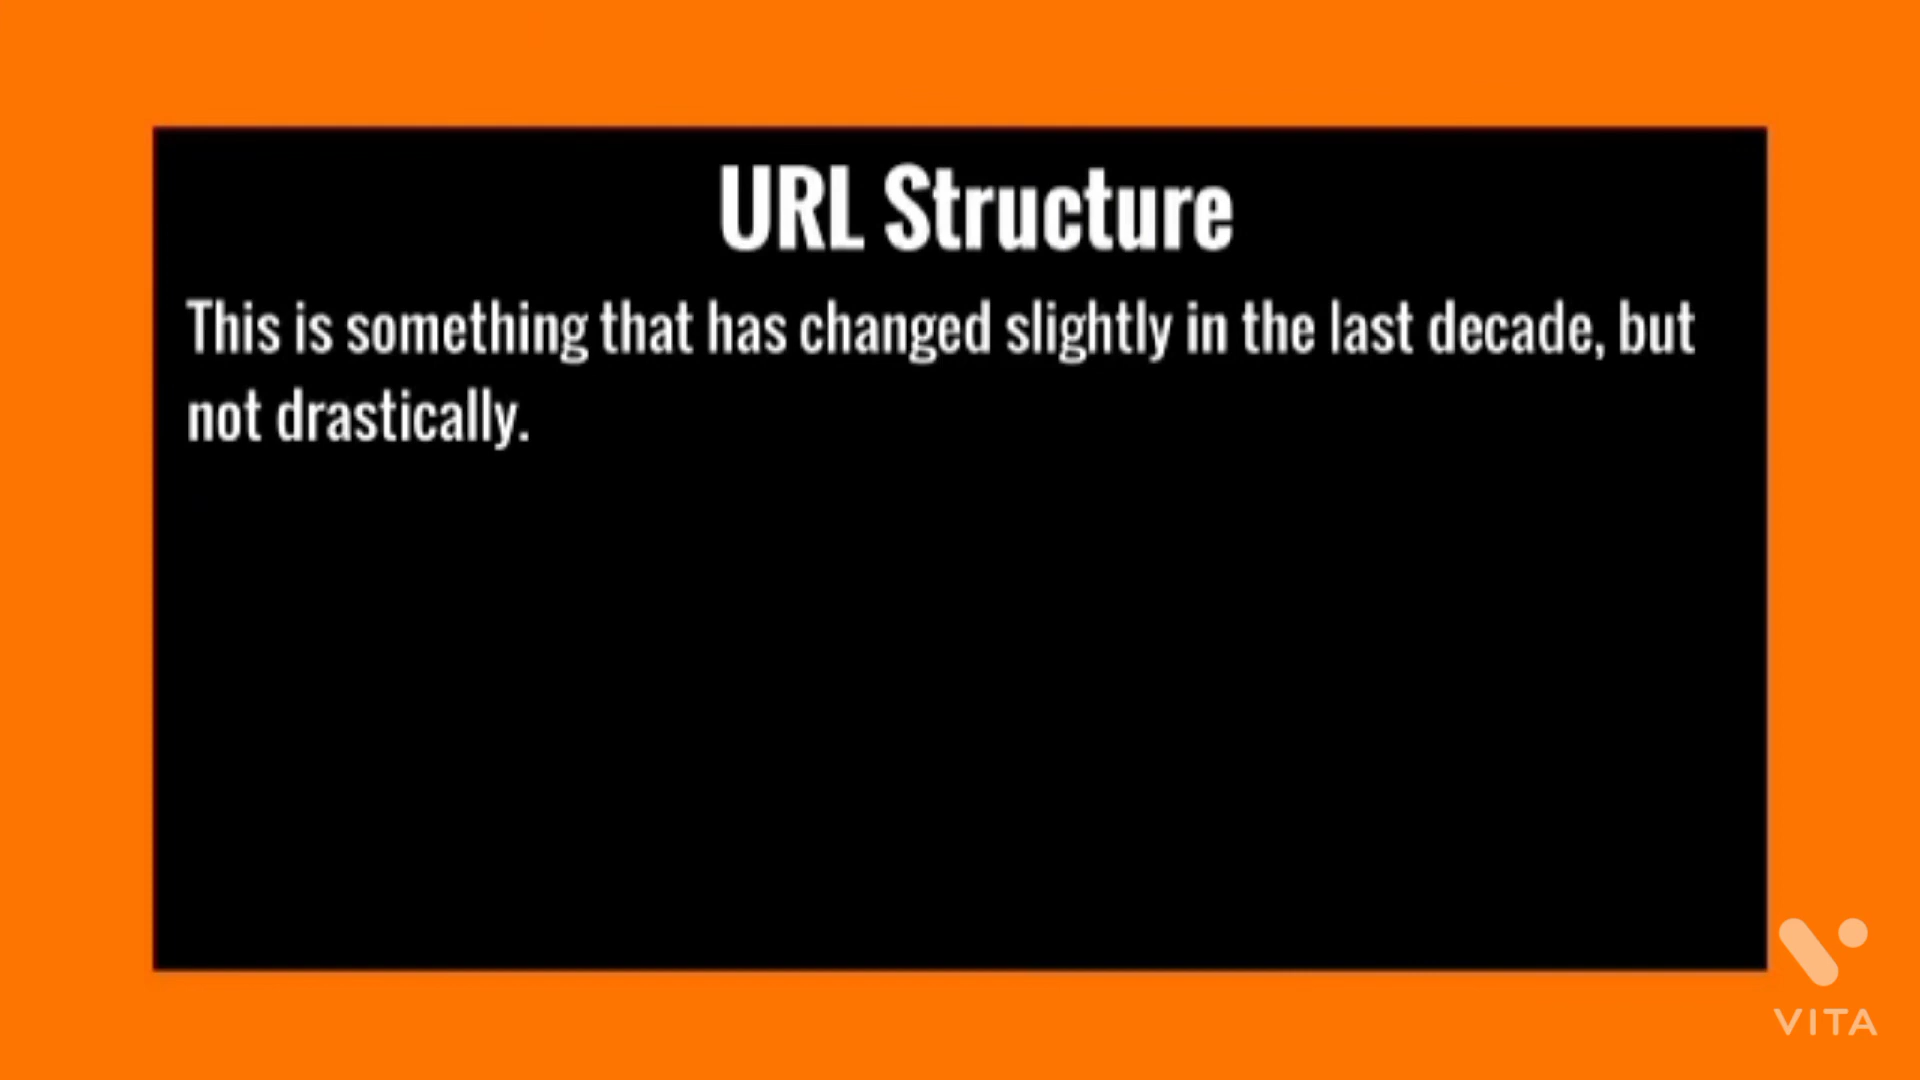 URL Structure
This is something that has changed slightly in the last decade, but
not drastically.
VITA